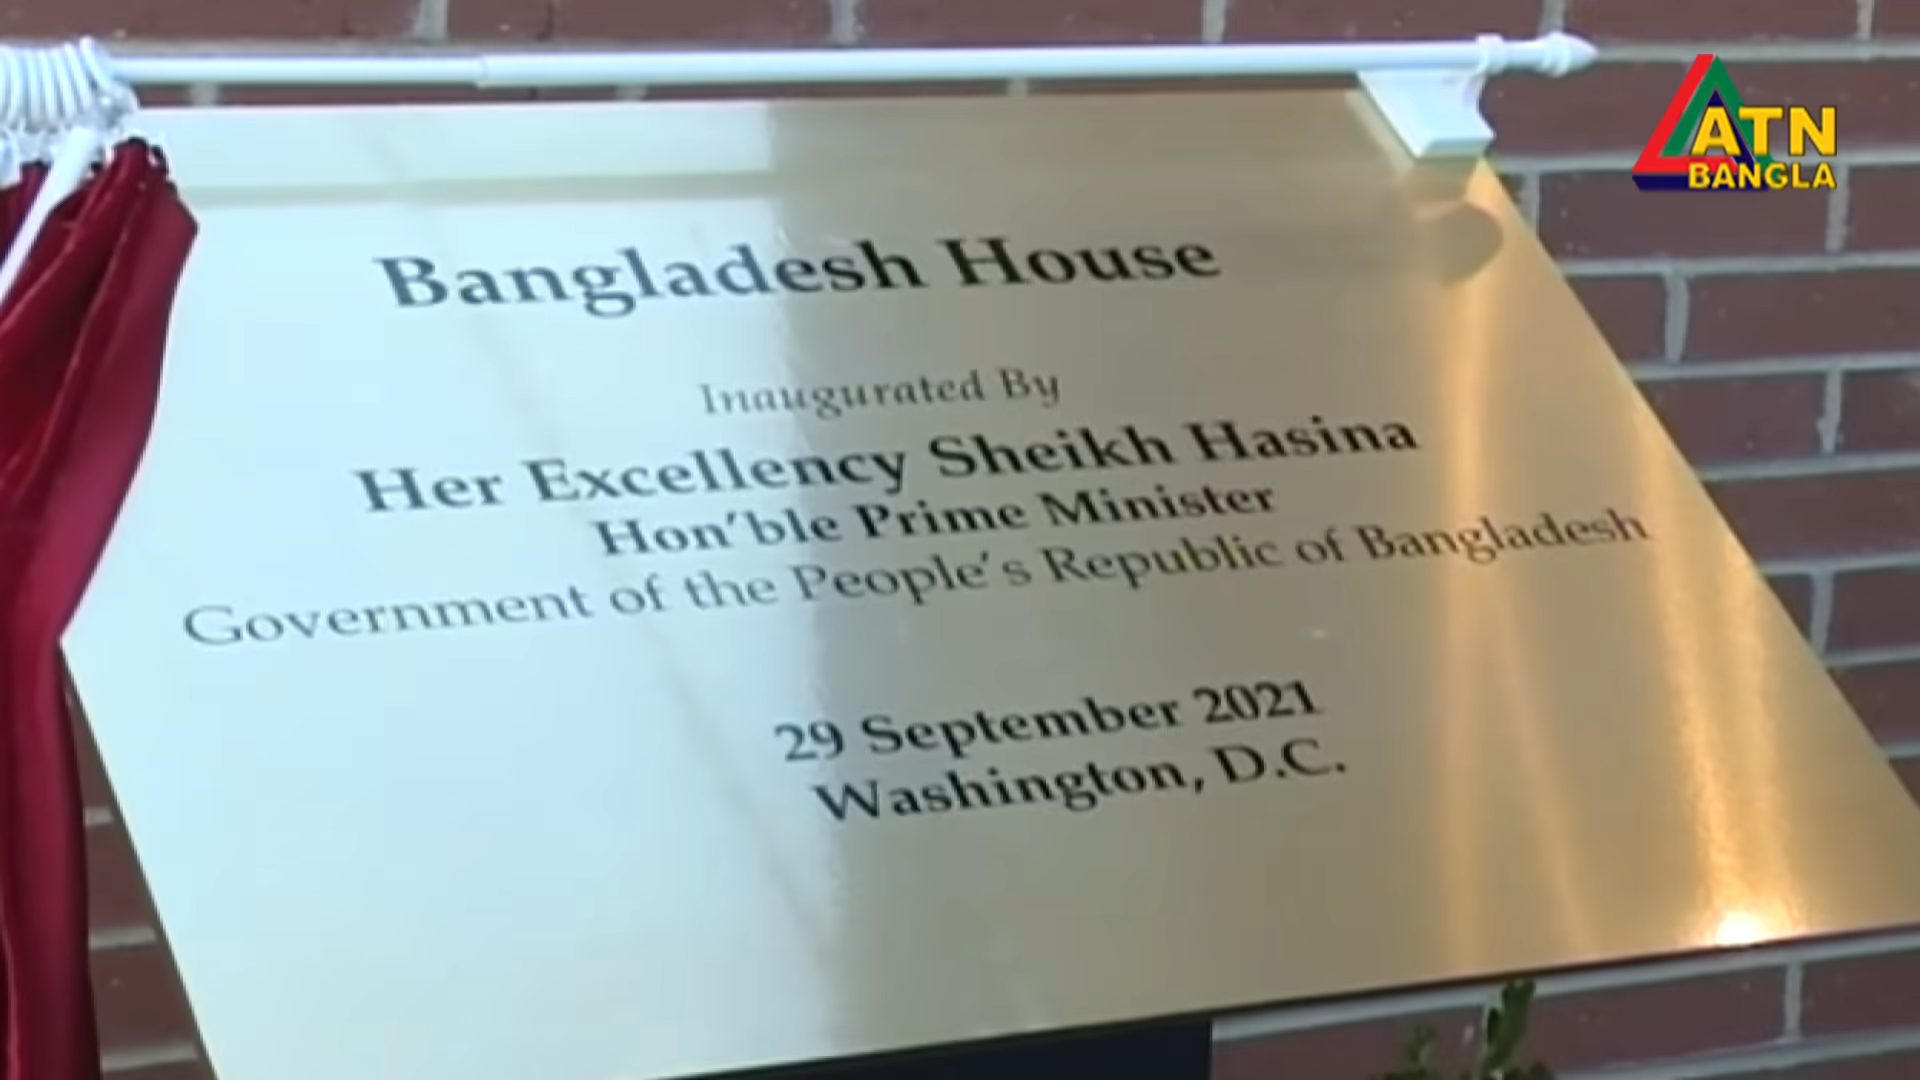 Bangladesh House
Inaugurated By
Her Excellency Sheikh Hasina
Hon'ble Prime Minister
Government of the People's Republic of Bangladesh
29 September 2021
Washington, D.C.
ATN
BANGLA